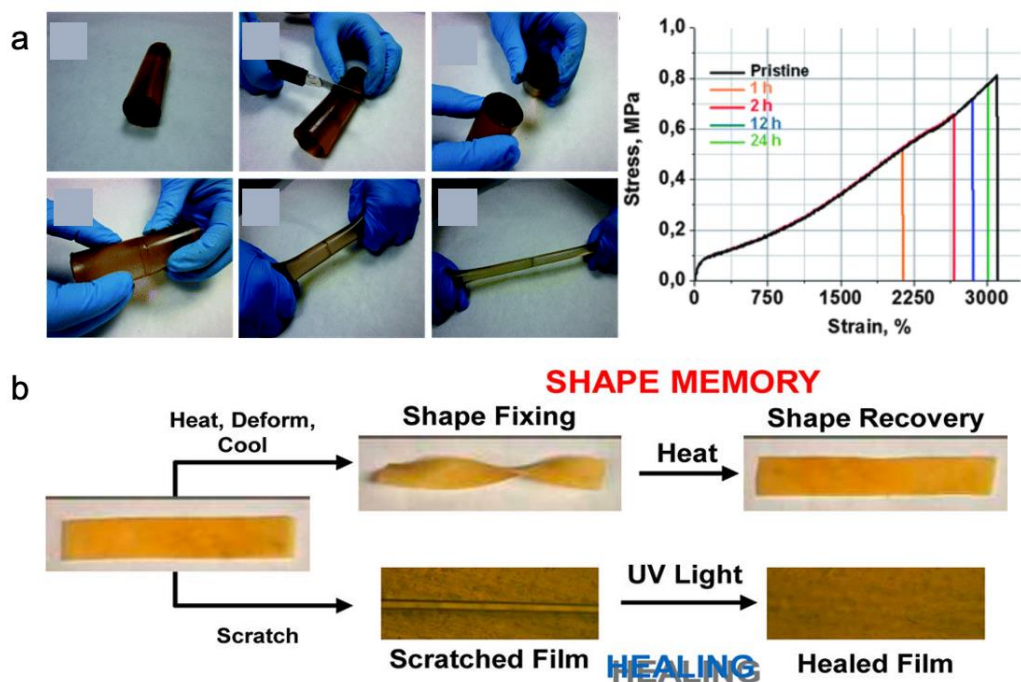 a
1,0
0,8
0,6
0,4
0,2
0,0
Stress, MPa
Pristine
1 h
2 h
12 h
24 h
0
750
1500
2250
3000
Strain, %
b
SHAPE MEMORY
Heat, Deform,
Cool
Shape Fixing
Heat
Shape Recovery
Scratch
UV Light
Scratched Film
HEALING
Healed Film